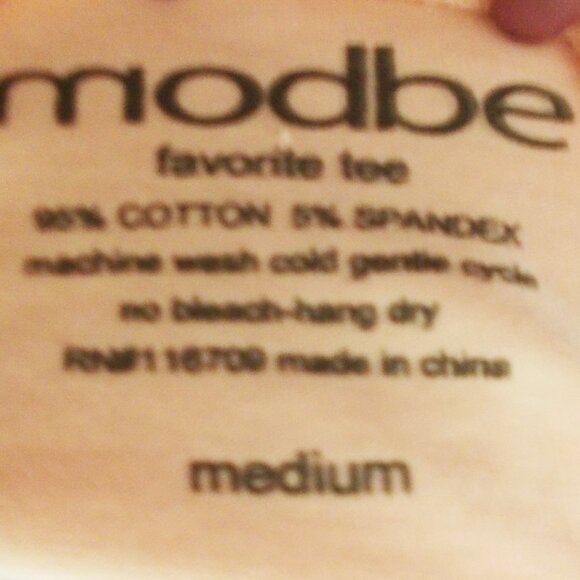 modbe
favorite tee
95% COTTON 5% SPANDEX
machine wash cold gentle cycle
no bleach-hang dry
RN#116709 made in china
medium